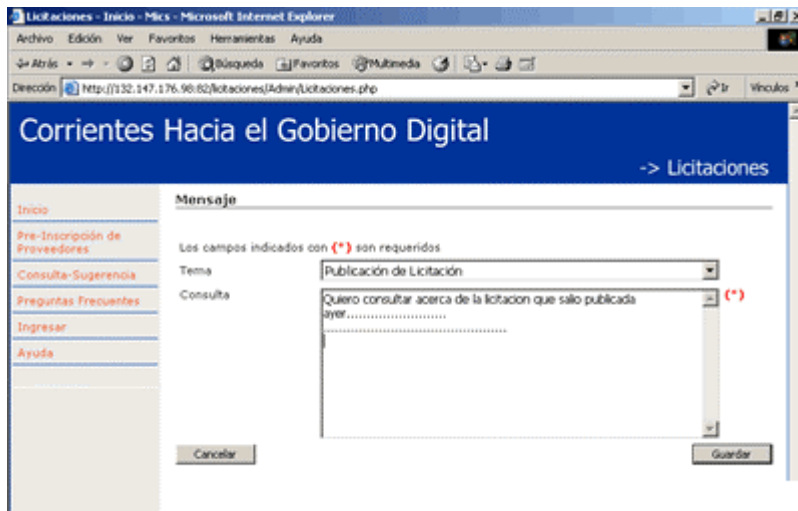 Licitaciones - Inicio - Mics - Microsoft Internet Explorer
Archivo Edición Ver Favoritos Herramientas Ayuda
Atrás Búsqueda Favoritos Multimedia
Dirección http://132.147.176.98:82/licitaciones/Admin/Licitaciones.php Ir Vínculos
Corrientes Hacia el Gobierno Digital
-> Licitaciones
Inicio
Pre-Inscripción de
Proveedores
Consulta-Sugerencia
Preguntas Frecuentes
Ingresar
Ayuda
Mensaje
Los campos indicados con (*) son requeridos
Tema Publicación de Licitación
Consulta Quiero consultar acerca de la licitacion que salio publicada (*)
ayer.........................
..............................................
Cancelar Guardar